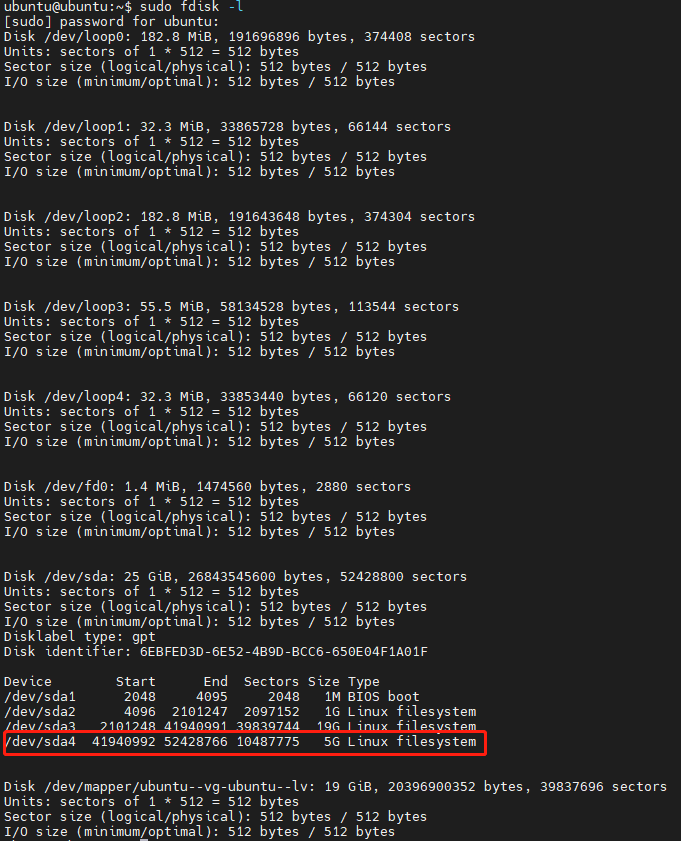 ubuntu@ubuntu:~$ sudo fdisk -l
[sudo] password for ubuntu:
Disk /dev/loop0: 182.8 MiB, 191696896 bytes, 374408 sectors
Units: sectors of 1 * 512 = 512 bytes
Sector size (logical/physical): 512 bytes / 512 bytes
I/O size (minimum/optimal): 512 bytes / 512 bytes
Disk /dev/loop1: 32.3 MiB, 33865728 bytes, 66144 sectors
Units: sectors of 1 * 512 = 512 bytes
Sector size (logical/physical): 512 bytes / 512 bytes
I/O size (minimum/optimal): 512 bytes / 512 bytes
Disk /dev/loop2: 182.8 MiB, 191643648 bytes, 374304 sectors
Units: sectors of 1 * 512 = 512 bytes
Sector size (logical/physical): 512 bytes / 512 bytes
I/O size (minimum/optimal): 512 bytes / 512 bytes
Disk /dev/loop3: 55.5 MiB, 58134528 bytes, 113544 sectors
Units: sectors of 1 * 512 = 512 bytes
Sector size (logical/physical): 512 bytes / 512 bytes
I/O size (minimum/optimal): 512 bytes / 512 bytes
Disk /dev/loop4: 32.3 MiB, 33853440 bytes, 66120 sectors
Units: sectors of 1 * 512 = 512 bytes
Sector size (logical/physical): 512 bytes / 512 bytes
I/O size (minimum/optimal): 512 bytes / 512 bytes
Disk /dev/fd0: 1.4 MiB, 1474560 bytes, 2880 sectors
Units: sectors of 1 * 512 = 512 bytes
Sector size (logical/physical): 512 bytes / 512 bytes
I/O size (minimum/optimal): 512 bytes / 512 bytes
Disk /dev/sda: 25 GiB, 26843545600 bytes, 52428800 sectors
Units: sectors of 1 * 512 = 512 bytes
Sector size (logical/physical): 512 bytes / 512 bytes
I/O size (minimum/optimal): 512 bytes / 512 bytes
Disklabel type: gpt
Disk identifier: 6EBFED3D-6E52-4B9D-BCC6-650E04F1A01F
Device Start End Sectors Size Type
/dev/sda1 2048 4095 2048 1M BIOS boot
/dev/sda2 4096 2101247 2097152 1G Linux filesystem
/dev/sda3 2101248 41940991 39839744 19G Linux filesystem
/dev/sda4 41940992 52428766 10487775 5G Linux filesystem
Disk /dev/mapper/ubuntu--vg-ubuntu--lv: 19 GiB, 20396900352 bytes, 39837696 sectors
Units: sectors of 1 * 512 = 512 bytes
Sector size (logical/physical): 512 bytes / 512 bytes
I/O size (minimum/optimal): 512 bytes / 512 bytes